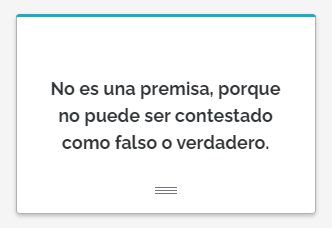 No es una premisa, porque
no puede ser contestado
como falso o verdadero.